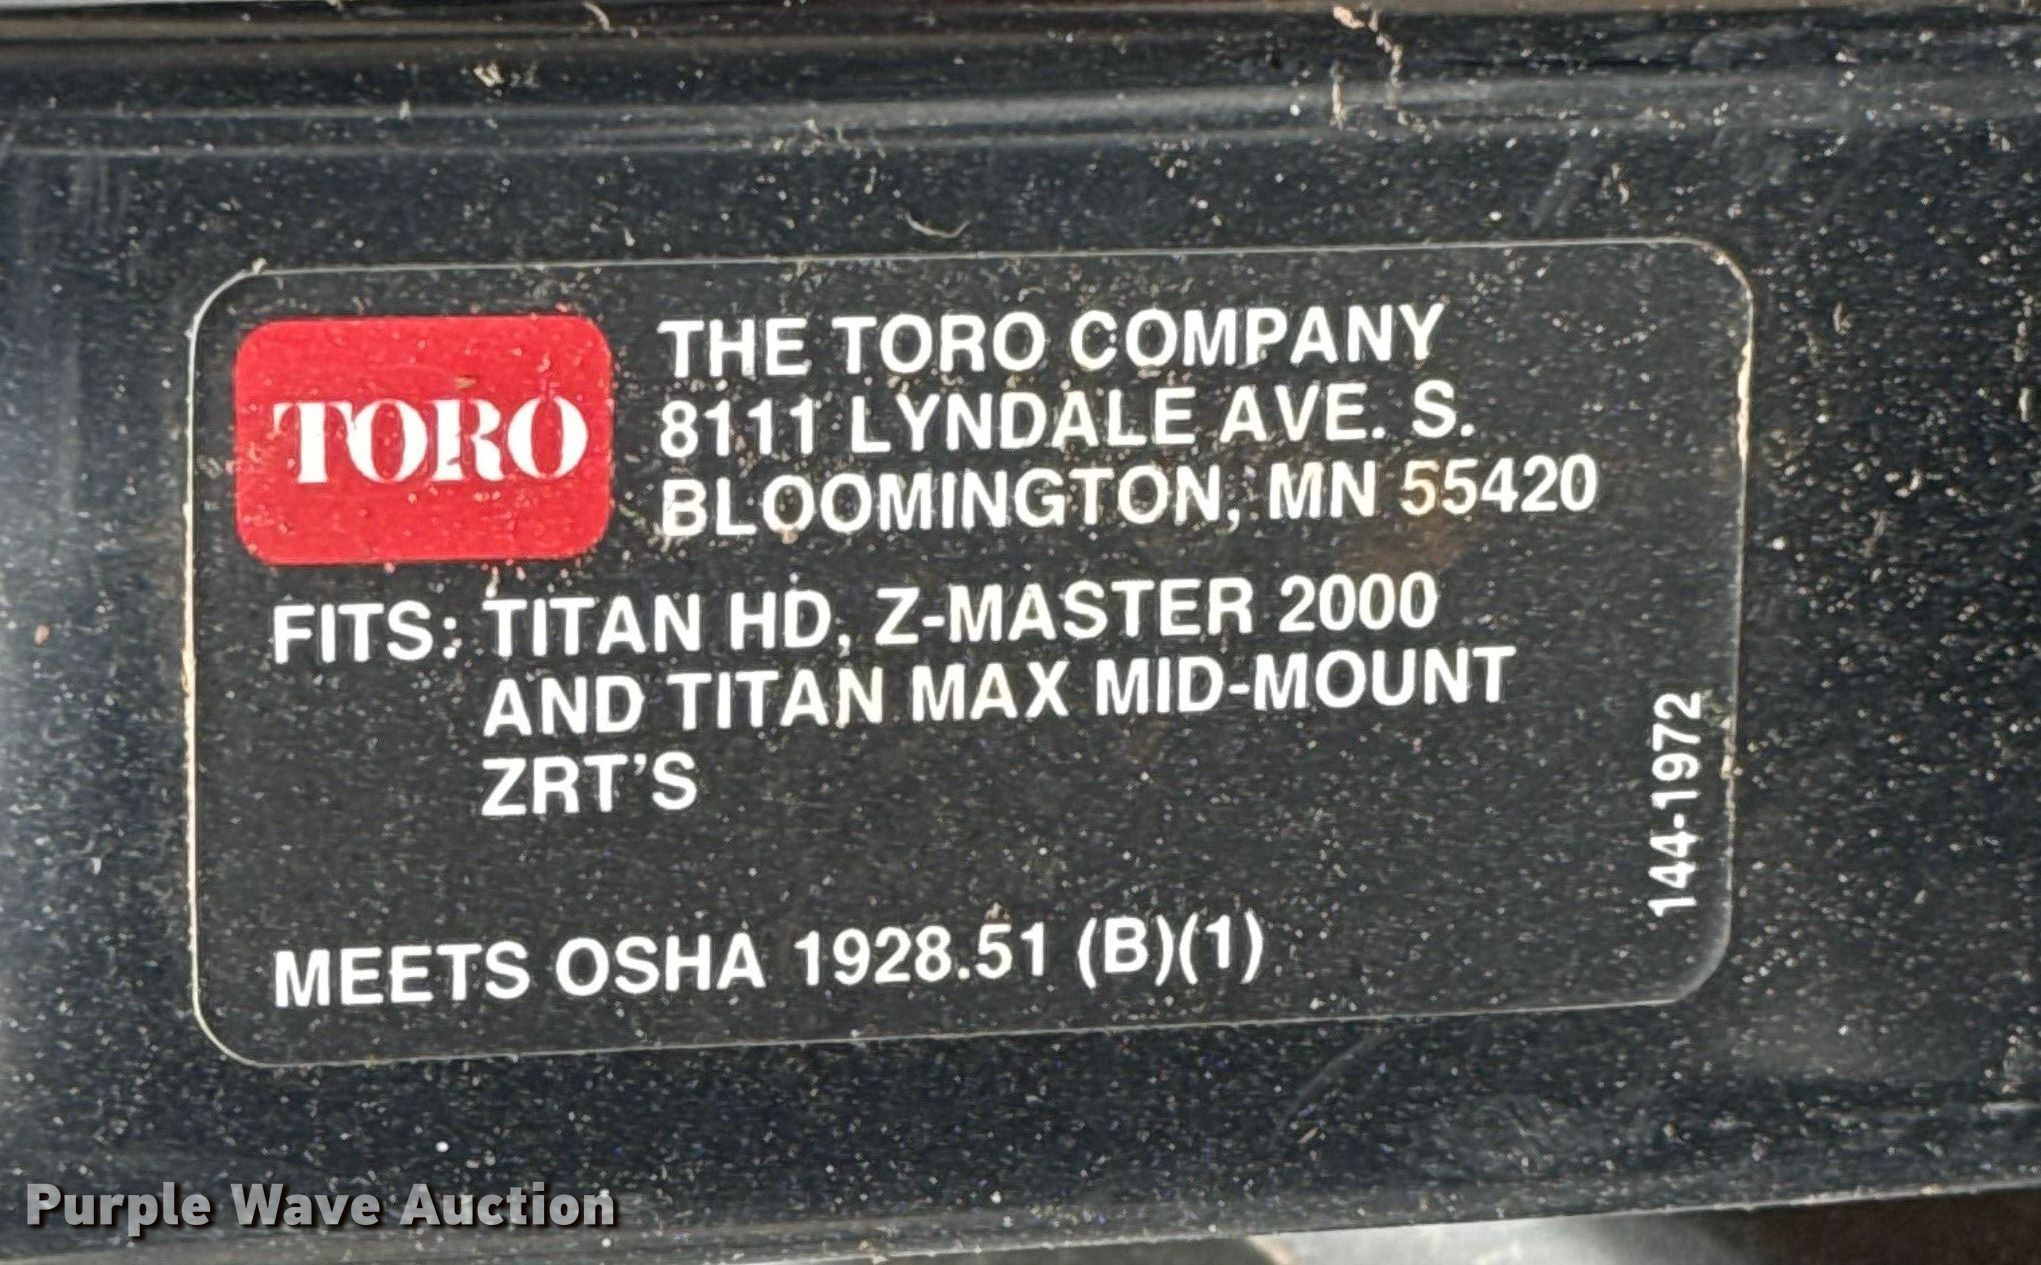 TORO
THE TORO COMPANY
8111 LYNDALE AVE. S.
BLOOMINGTON, MN 55420
FITS: TITAN HD, Z-MASTER 2000
AND TITAN MAX MID-MOUNT
ZRT'S
144-1972
MEETS OSHA 1928.51 (B)(1)
Purple Wave Auction